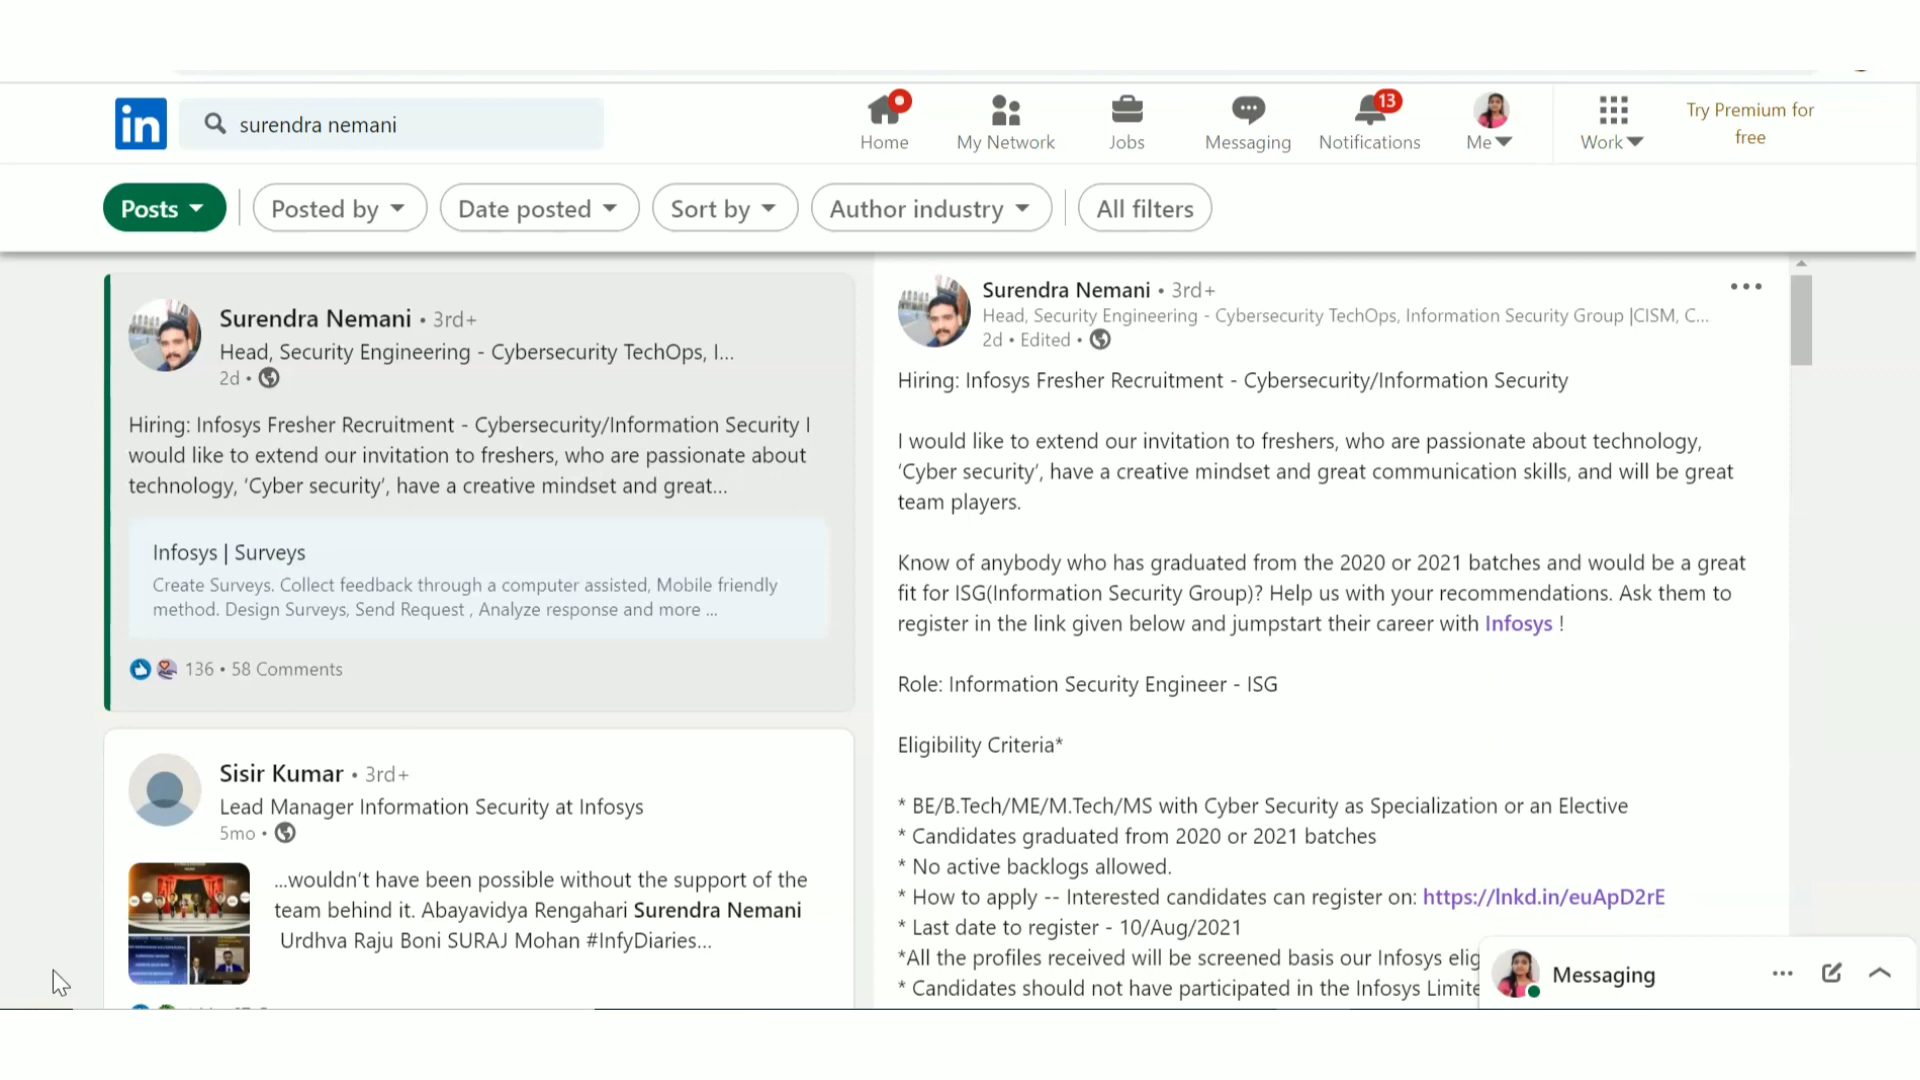 in
surendra nemani
Home
My Network
Jobs
Messaging
13
Notifications
Me
Work
Try Premium for
free
Posts
Posted by
Date posted
Sort by
Author industry
All filters
Surendra Nemani • 3rd+
Head, Security Engineering - Cybersecurity TechOps, I...
2d •
Hiring: Infosys Fresher Recruitment - Cybersecurity/Information Security I
would like to extend our invitation to freshers, who are passionate about
technology, ‘Cyber security’, have a creative mindset and great...
Infosys | Surveys
Create Surveys. Collect feedback through a computer assisted, Mobile friendly
method. Design Surveys, Send Request , Analyze response and more ...
136 • 58 Comments
Sisir Kumar • 3rd+
Lead Manager Information Security at Infosys
5mo •
...wouldn’t have been possible without the support of the
team behind it. Abayavidya Rengahari Surendra Nemani
Urdhva Raju Boni SURAJ Mohan #InfyDiaries...
Surendra Nemani • 3rd+
Head, Security Engineering - Cybersecurity TechOps, Information Security Group |CISM, C...
2d • Edited •
Hiring: Infosys Fresher Recruitment - Cybersecurity/Information Security
I would like to extend our invitation to freshers, who are passionate about technology,
‘Cyber security’, have a creative mindset and great communication skills, and will be great
team players.
Know of anybody who has graduated from the 2020 or 2021 batches and would be a great
fit for ISG(Information Security Group)? Help us with your recommendations. Ask them to
register in the link given below and jumpstart their career with Infosys !
Role: Information Security Engineer - ISG
Eligibility Criteria*
* BE/B.Tech/ME/M.Tech/MS with Cyber Security as Specialization or an Elective
* Candidates graduated from 2020 or 2021 batches
* No active backlogs allowed.
* How to apply -- Interested candidates can register on: https://lnkd.in/euApD2rE
* Last date to register - 10/Aug/2021
*All the profiles received will be screened basis our Infosys elig
* Candidates should not have participated in the Infosys Limite
Messaging